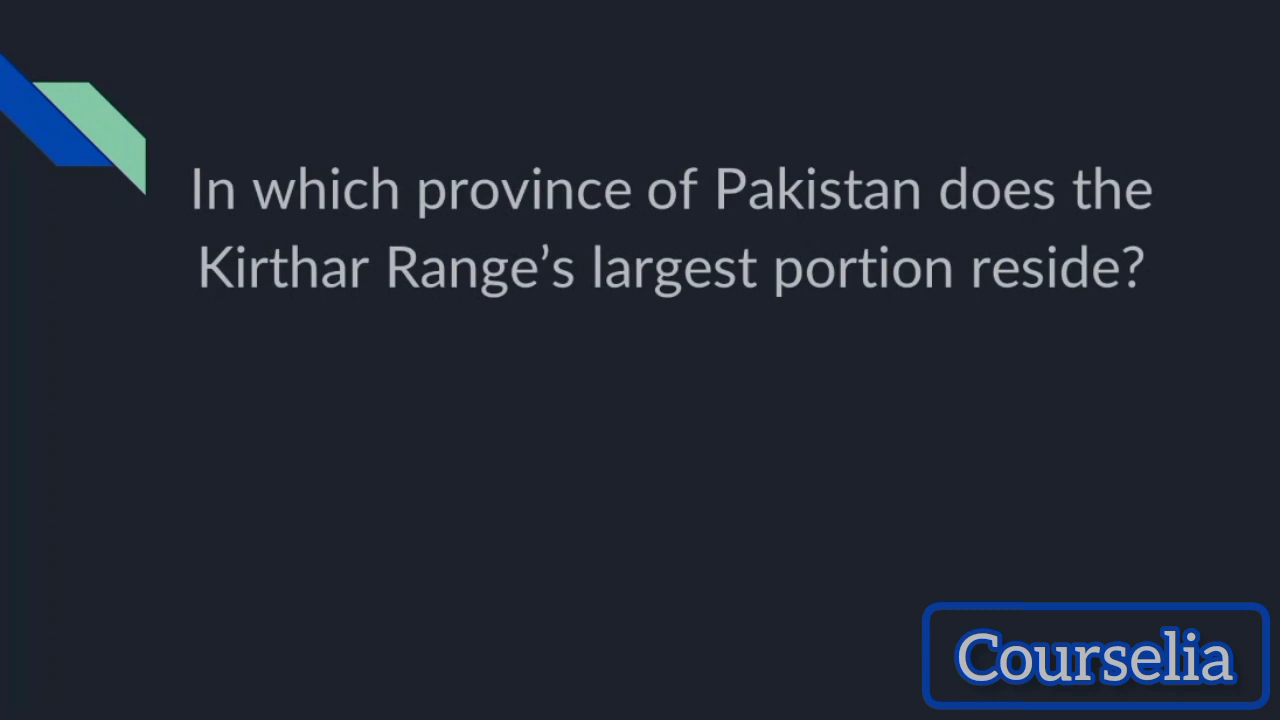 In which province of Pakistan does the
Kirthar Range’s largest portion reside?
Courselia